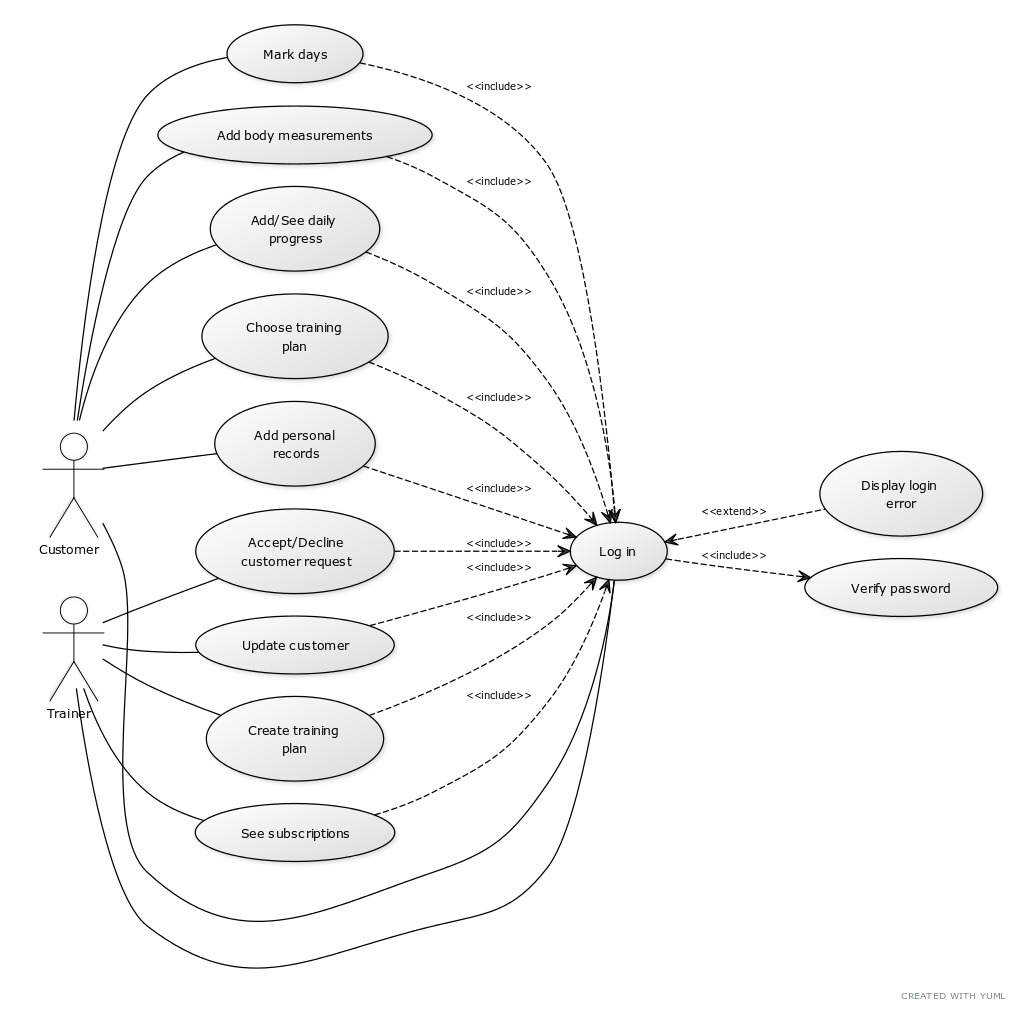 Mark days
<<include>>
Add body measurements
<<include>>
Add/See daily
progress
<<include>>
Choose training
plan
<<include>>
Add personal
records
<<include>>
Customer
Accept/Decline
customer request
<<include>>
<<include>>
Log in
<<extend>>
Display login
error
<<include>>
Verify password
Update customer
<<include>>
Trainer
Create training
plan
<<include>>
See subscriptions
CREATED WITH YUML